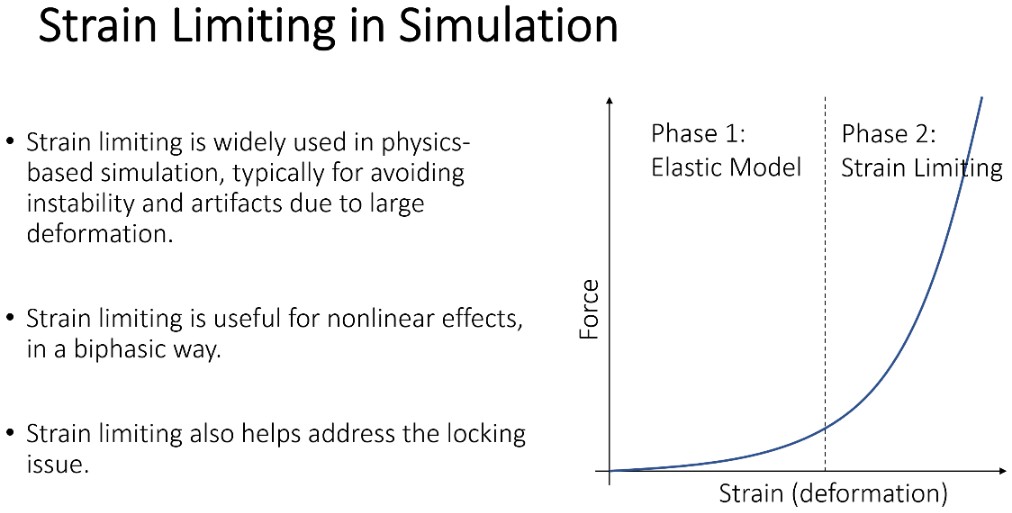 Strain Limiting in Simulation
• Strain limiting is widely used in physics-
based simulation, typically for avoiding
instability and artifacts due to large
deformation.
• Strain limiting is useful for nonlinear effects,
in a biphasic way.
• Strain limiting also helps address the locking
issue.
Phase 1:
Elastic Model
Phase 2:
Strain Limiting
Force
Strain (deformation)